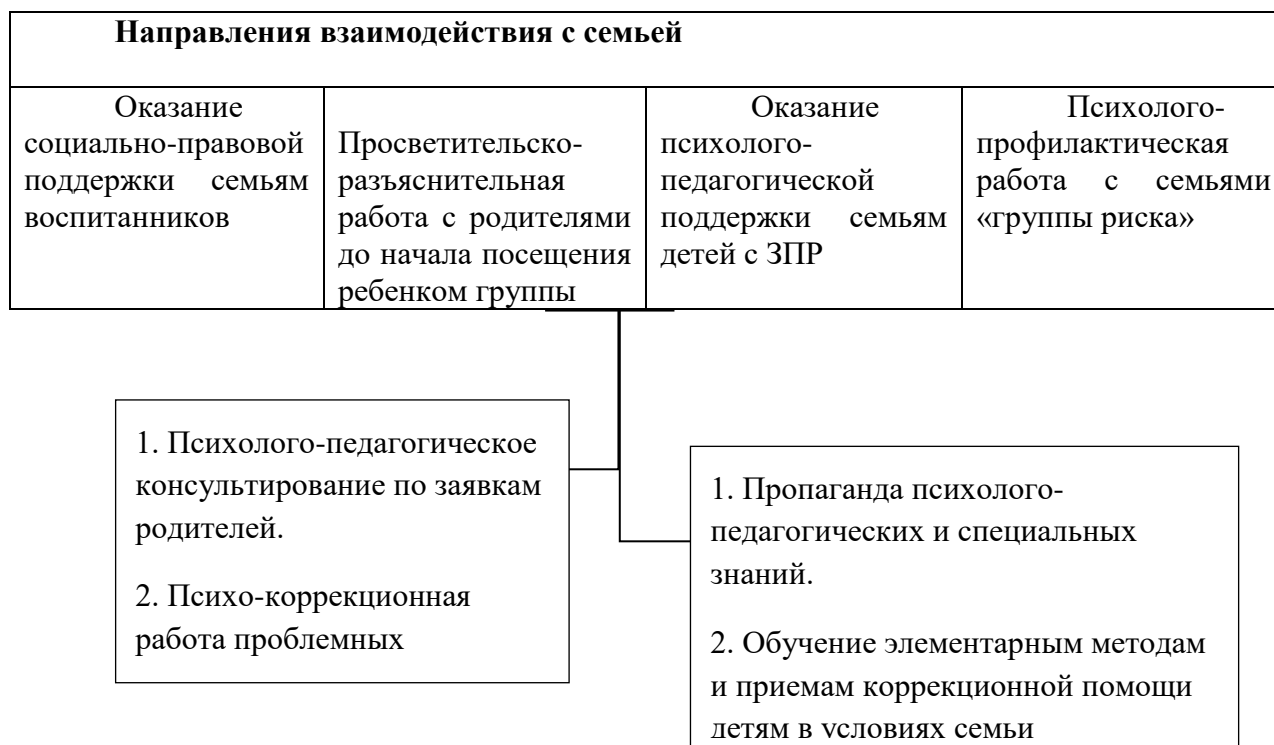 Направления взаимодействия с семьей
Оказание
социально-правовой
поддержки семьям
воспитанников
Просветительско-
разъяснительная
работа с родителями
до начала посещения
ребенком группы
Оказание
психолого-
педагогической
поддержки семьям
детей с ЗПР
Психолого-
профилактическая
работа с семьями
«группы риска»
1. Психолого-педагогическое
консультирование по заявкам
родителей.
2. Психо-коррекционная
работа проблемных
1. Пропаганда психолого-
педагогических и специальных
знаний.
2. Обучение элементарным методам
и приемам коррекционной помощи
детям в условиях семьи